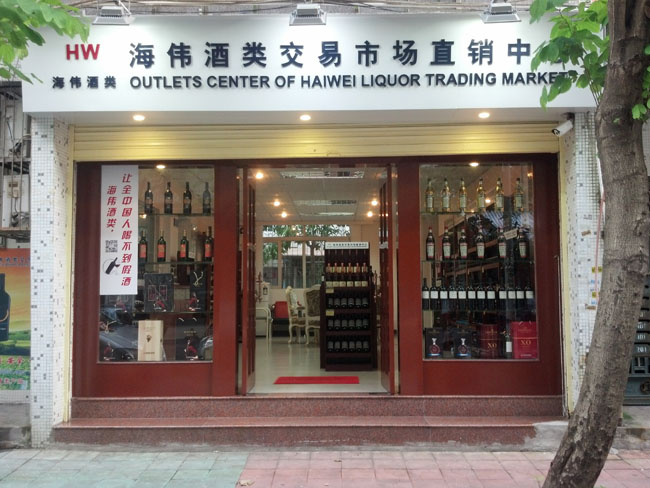 HW
海伟酒类交易市场直销中
海伟酒类
OUTLETS CENTER OF HAIWEI LIQUOR TRADING MARKET
让全中国人喝不到假酒
海伟酒类,
XO
XO